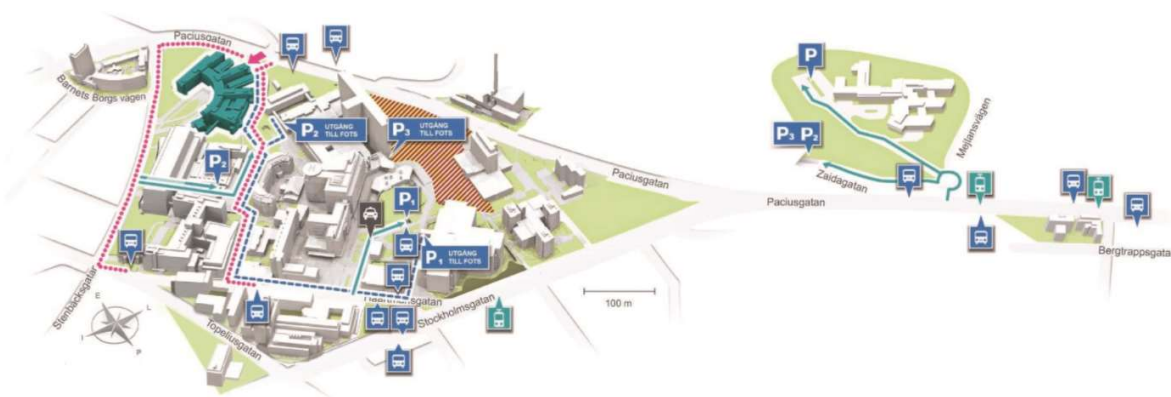 Paciusgatan
Barnets Borgs vägen
P2
P2 UTGÅNG
TILL FOTS
P3 UTGÅNG
TILL FOTS
P1
P1 UTGÅNG
TILL FOTS
Paciusgatan
Stenbäcksgatan
Topeliusgatan
Stockholmsgatan
100 m
E
L
I
P
P
P3 P2
Mejlansvägen
Zaidagatan
Paciusgatan
Bergtrappsgata